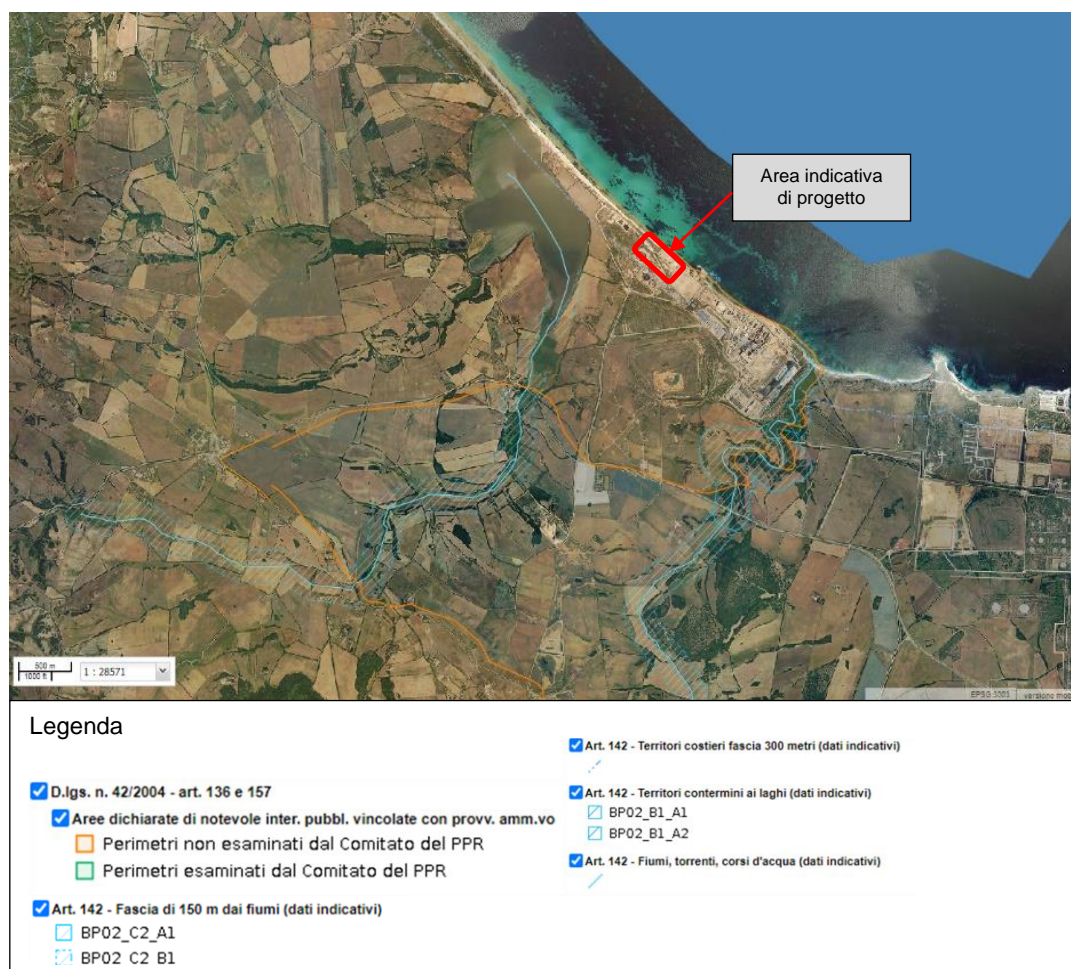 Area indicativa
di progetto
500 m
1000 ft
1 : 28571
EPSG:3003 versione mob
Legenda
D.lgs. n. 42/2004 - art. 136 e 157
Aree dichiarate di notevole inter. pubbl. vincolate con provv. amm.vo
Perimetri non esaminati dal Comitato del PPR
Perimetri esaminati dal Comitato del PPR
Art. 142 - Fascia di 150 m dai fiumi (dati indicativi)
BP02_C2_A1
BP02_C2_B1
Art. 142 - Territori costieri fascia 300 metri (dati indicativi)
Art. 142 - Territori contermini ai laghi (dati indicativi)
BP02_B1_A1
BP02_B1_A2
Art. 142 - Fiumi, torrenti, corsi d'acqua (dati indicativi)